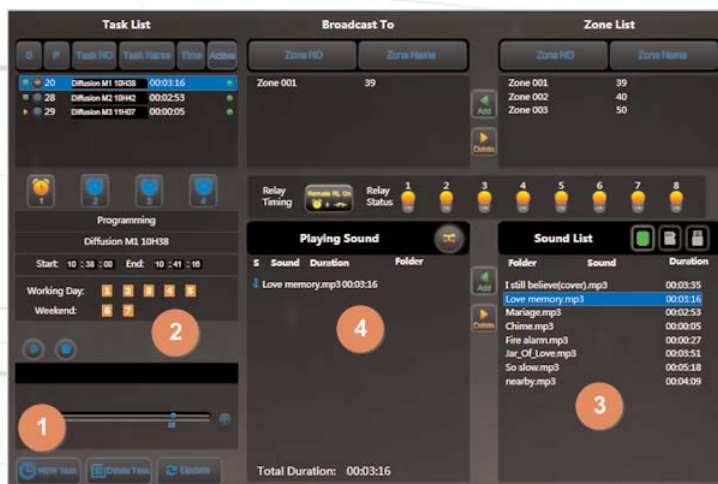 Task List
S P Task NO Task Name Time Active
20 Diffusion M1 10H38 00:03:16
28 Diffusion M2 10H42 00:02:53
29 Diffusion M3 11H07 00:00:05
1 2 3 4
Programming
Diffusion M1 10H38
Start: 10 : 38 : 00 End: 10 : 41 : 16
Working Day: 1 2 3 4 5
Weekend: 6 7
2
1
NEW Task Delete Task Update
Broadcast To
Zone NO Zone Name
Zone 001 39
Add
Delete
Zone List
Zone NO Zone Name
Zone 001 39
Zone 002 40
Zone 003 50
Relay Timing Remote RL On Relay Status 1 2 3 4 5 6 7 8
Playing Sound
S Sound Duration Folder
Love memory.mp3 00:03:16
4
Total Duration: 00:03:16
Add
Delete
Sound List
Folder Sound Duration
I still believe(cover).mp3 00:03:35
Love memory.mp3 00:03:16
Mariage.mp3 00:02:53
Chime.mp3 00:00:05
Fire alarm.mp3 00:00:27
Jar_Of_Love.mp3 00:03:51
So slow.mp3 00:05:18
nearby.mp3 00:04:09
3